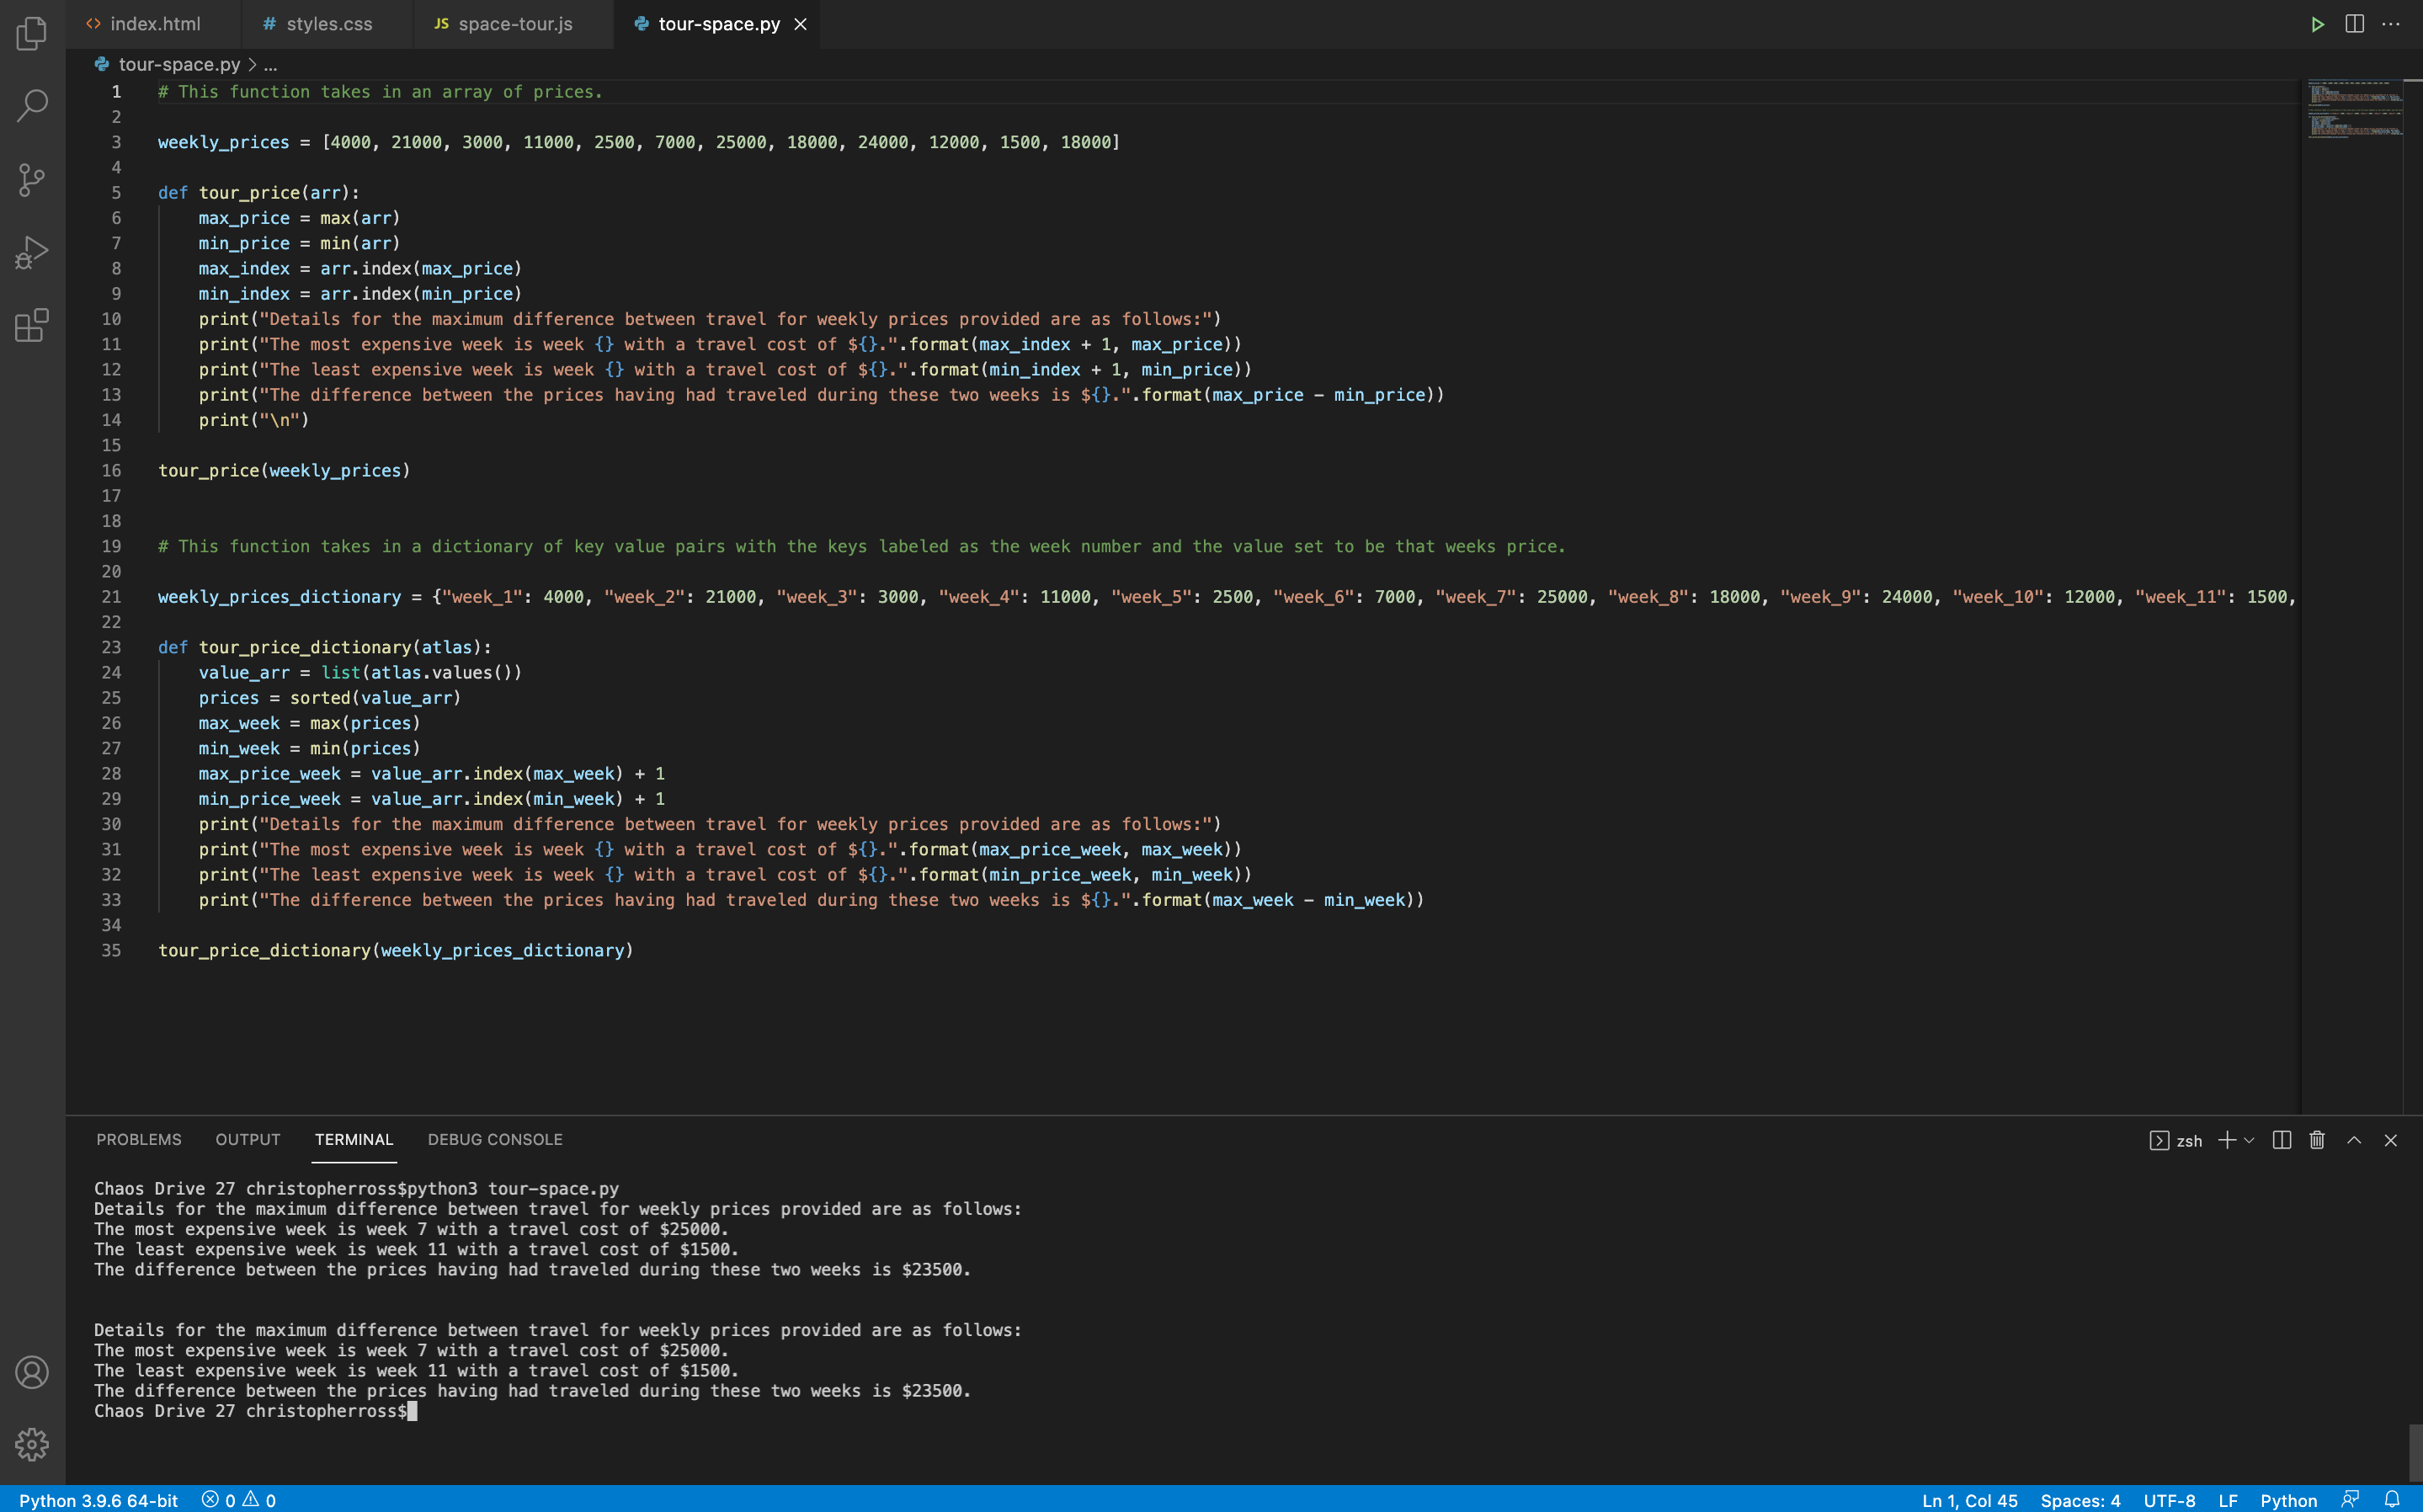 index.html
# styles.css
JS space-tour.js
tour-space.py
tour-space.py > ...
1 # This function takes in an array of prices.
2
3 weekly_prices = [4000, 21000, 3000, 11000, 2500, 7000, 25000, 18000, 24000, 12000, 1500, 18000]
4
5 def tour_price(arr):
6     max_price = max(arr)
7     min_price = min(arr)
8     max_index = arr.index(max_price)
9     min_index = arr.index(min_price)
10     print("Details for the maximum difference between travel for weekly prices provided are as follows:")
11     print("The most expensive week is week {} with a travel cost of ${}.".format(max_index + 1, max_price))
12     print("The least expensive week is week {} with a travel cost of ${}.".format(min_index + 1, min_price))
13     print("The difference between the prices having had traveled during these two weeks is ${}.".format(max_price - min_price))
14     print("\n")
15
16 tour_price(weekly_prices)
17
18
19 # This function takes in a dictionary of key value pairs with the keys labeled as the week number and the value set to be that weeks price.
20
21 weekly_prices_dictionary = {"week_1": 4000, "week_2": 21000, "week_3": 3000, "week_4": 11000, "week_5": 2500, "week_6": 7000, "week_7": 25000, "week_8": 18000, "week_9": 24000, "week_10": 12000, "week_11": 1500,
22
23 def tour_price_dictionary(atlas):
24     value_arr = list(atlas.values())
25     prices = sorted(value_arr)
26     max_week = max(prices)
27     min_week = min(prices)
28     max_price_week = value_arr.index(max_week) + 1
29     min_price_week = value_arr.index(min_week) + 1
30     print("Details for the maximum difference between travel for weekly prices provided are as follows:")
31     print("The most expensive week is week {} with a travel cost of ${}.".format(max_price_week, max_week))
32     print("The least expensive week is week {} with a travel cost of ${}.".format(min_price_week, min_week))
33     print("The difference between the prices having had traveled during these two weeks is ${}.".format(max_week - min_week))
34
35 tour_price_dictionary(weekly_prices_dictionary)
PROBLEMS OUTPUT TERMINAL DEBUG CONSOLE
zsh
Chaos Drive 27 christopherross$python3 tour-space.py
Details for the maximum difference between travel for weekly prices provided are as follows:
The most expensive week is week 7 with a travel cost of $25000.
The least expensive week is week 11 with a travel cost of $1500.
The difference between the prices having had traveled during these two weeks is $23500.
Details for the maximum difference between travel for weekly prices provided are as follows:
The most expensive week is week 7 with a travel cost of $25000.
The least expensive week is week 11 with a travel cost of $1500.
The difference between the prices having had traveled during these two weeks is $23500.
Chaos Drive 27 christopherross$
Python 3.9.6 64-bit 0 0 Ln 1, Col 45 Spaces: 4 UTF-8 LF Python